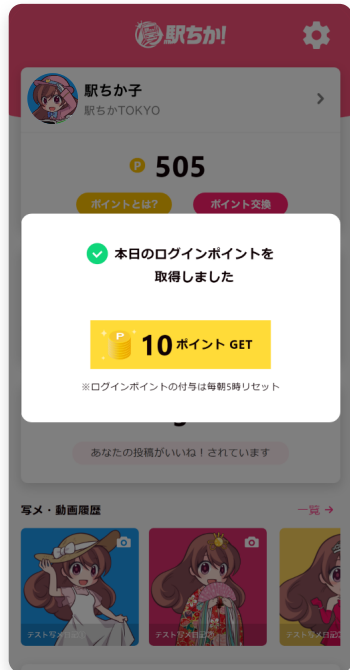 駅ちか!
駅ちか子
駅ちかTOKYO
P 505
ポイントとは?
ポイント交換
本日のログインポイントを
取得しました
P
10 ポイント GET
※ログインポイントの付与は毎朝5時リセット
あなたの投稿がいいね!されています
写メ・動画履歴
一覧 →
テスト写メ日記
テスト写メ日記
テスト写メ日記